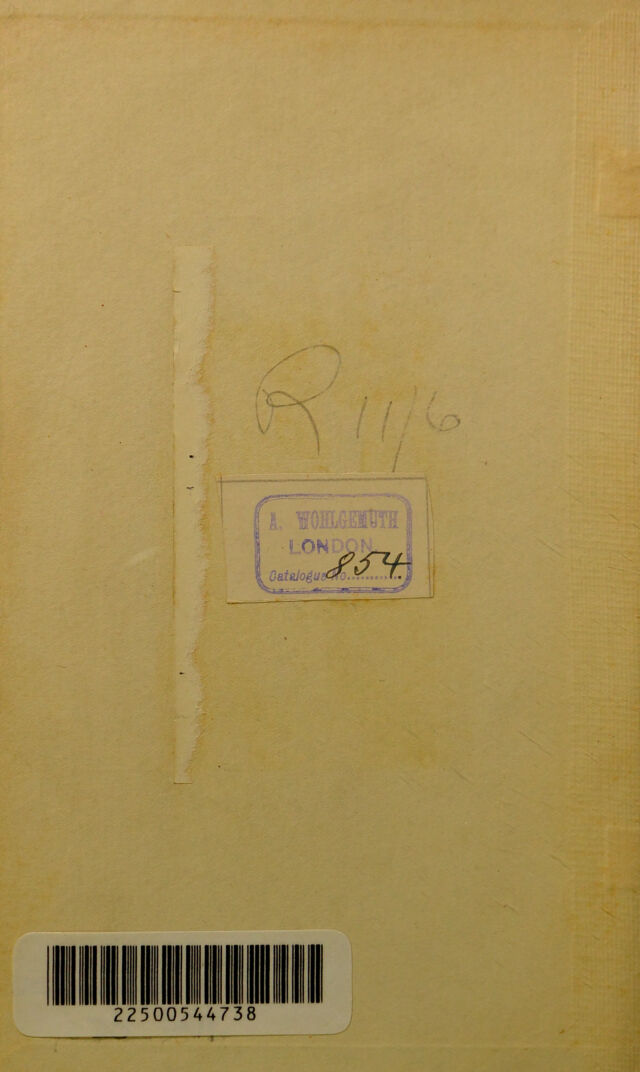 R 11/6
A. WOHLGEMUTH
LONDON
Catalogue No. 854
22500544738